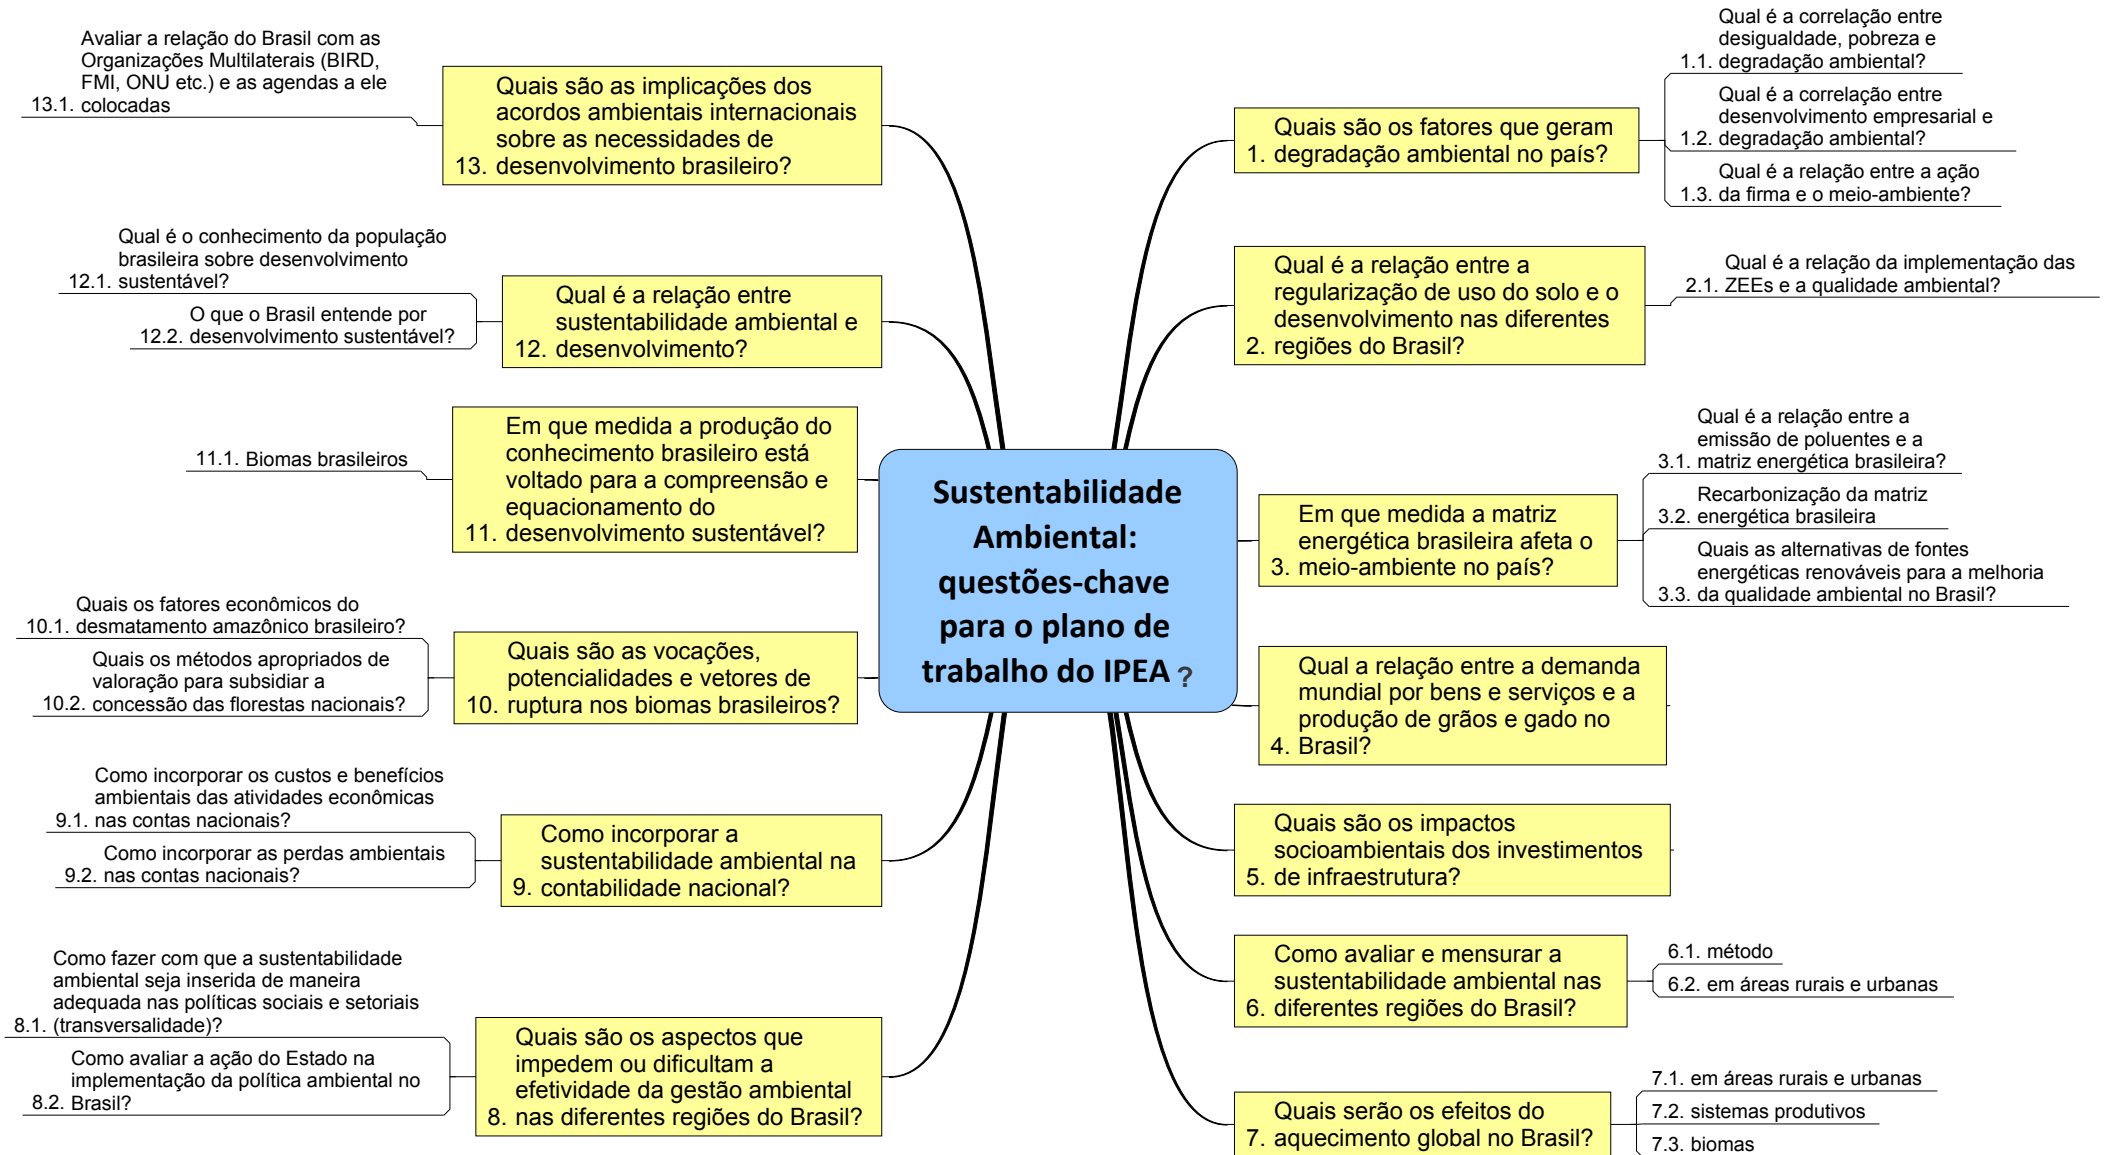 Sustentabilidade
Ambiental:
questões-chave
para o plano de
trabalho do IPEA ?
Quais são os fatores que geram
1. degradação ambiental no país?
Qual é a correlação entre
desigualdade, pobreza e
1.1. degradação ambiental?
Qual é a correlação entre
desenvolvimento empresarial e
1.2. degradação ambiental?
Qual é a relação entre a ação
1.3. da firma e o meio-ambiente?
Qual é a relação entre a
regularização de uso do solo e o
desenvolvimento nas diferentes
2. regiões do Brasil?
Qual é a relação da implementação das
2.1. ZEEs e a qualidade ambiental?
Em que medida a matriz
energética brasileira afeta o
3. meio-ambiente no país?
Qual é a relação entre a
emissão de poluentes e a
3.1. matriz energética brasileira?
Recarbonização da matriz
3.2. energética brasileira
Quais as alternativas de fontes
energéticas renováveis para a melhoria
3.3. da qualidade ambiental no Brasil?
Qual a relação entre a demanda
mundial por bens e serviços e a
produção de grãos e gado no
4. Brasil?
Quais são os impactos
socioambientais dos investimentos
5. de infraestrutura?
Como avaliar e mensurar a
sustentabilidade ambiental nas
6. diferentes regiões do Brasil?
6.1. método
6.2. em áreas rurais e urbanas
Quais serão os efeitos do
7. aquecimento global no Brasil?
7.1. em áreas rurais e urbanas
7.2. sistemas produtivos
7.3. biomas
Quais são os aspectos que
impedem ou dificultam a
efetividade da gestão ambiental
8. nas diferentes regiões do Brasil?
Como fazer com que a sustentabilidade
ambiental seja inserida de maneira
adequada nas políticas sociais e setoriais
8.1. (transversalidade)?
Como avaliar a ação do Estado na
implementação da política ambiental no
8.2. Brasil?
Como incorporar a
sustentabilidade ambiental na
9. contabilidade nacional?
Como incorporar os custos e benefícios
ambientais das atividades econômicas
9.1. nas contas nacionais?
Como incorporar as perdas ambientais
9.2. nas contas nacionais?
Quais são as vocações,
potencialidades e vetores de
10. ruptura nos biomas brasileiros?
Quais os fatores econômicos do
10.1. desmatamento amazônico brasileiro?
Quais os métodos apropriados de
valoração para subsidiar a
10.2. concessão das florestas nacionais?
Em que medida a produção do
conhecimento brasileiro está
voltado para a compreensão e
equacionamento do
11. desenvolvimento sustentável?
11.1. Biomas brasileiros
Qual é a relação entre
sustentabilidade ambiental e
12. desenvolvimento?
Qual é o conhecimento da população
brasileira sobre desenvolvimento
12.1. sustentável?
O que o Brasil entende por
12.2. desenvolvimento sustentável?
Quais são as implicações dos
acordos ambientais internacionais
sobre as necessidades de
13. desenvolvimento brasileiro?
Avaliar a relação do Brasil com as
Organizações Multilaterais (BIRD,
FMI, ONU etc.) e as agendas a ele
13.1. colocadas